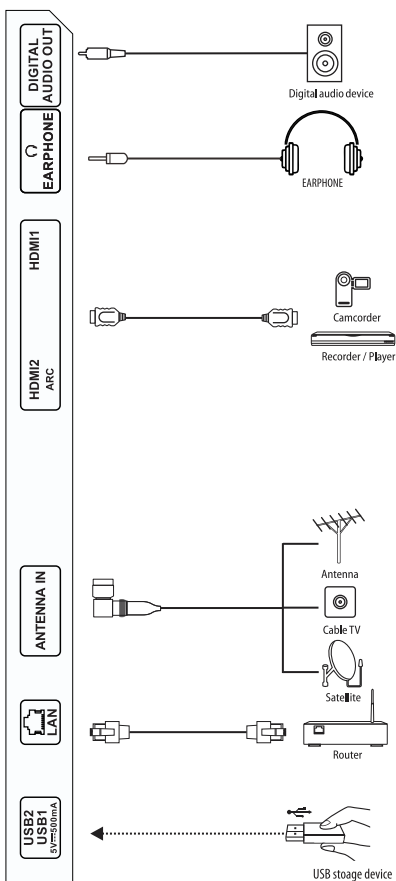 DIGITAL
AUDIO OUT
Digital audio device
EARPHONE
EARPHONE
HDMI1
Camcorder
Recorder / Player
HDMI2
ARC
Antenna
ANTENNA IN
Cable TV
Satellite
LAN
Router
USB2
USB1
5V⎓500mA
USB stoage device